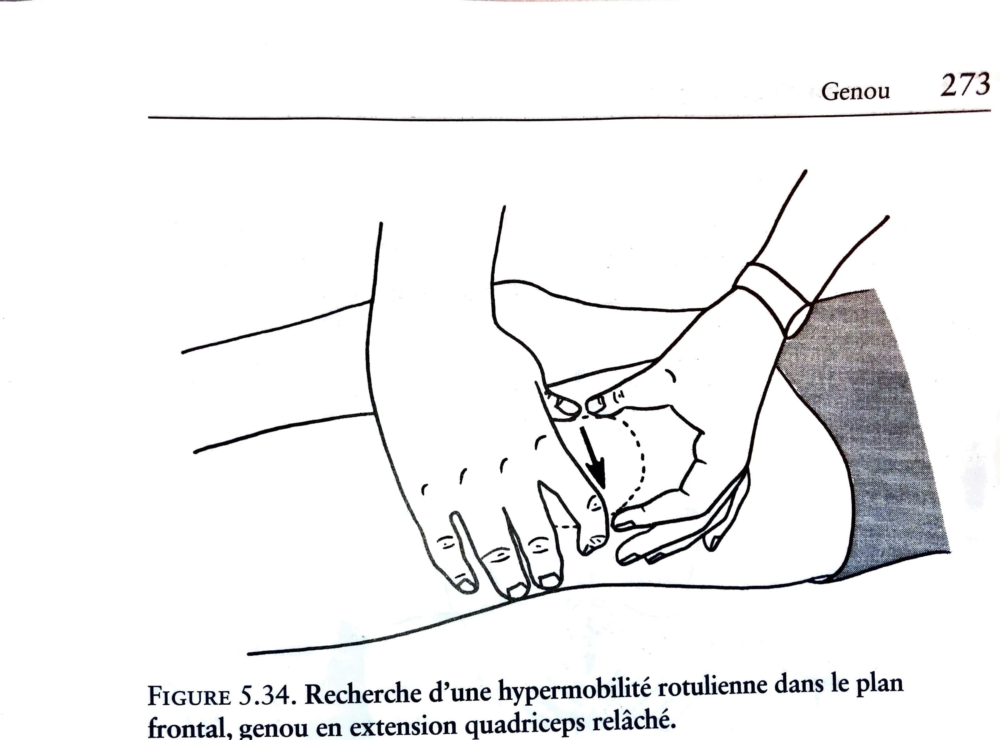 Genou 273
FIGURE 5.34. Recherche d’une hypermobilité rotulienne dans le plan
frontal, genou en extension quadriceps relâché.